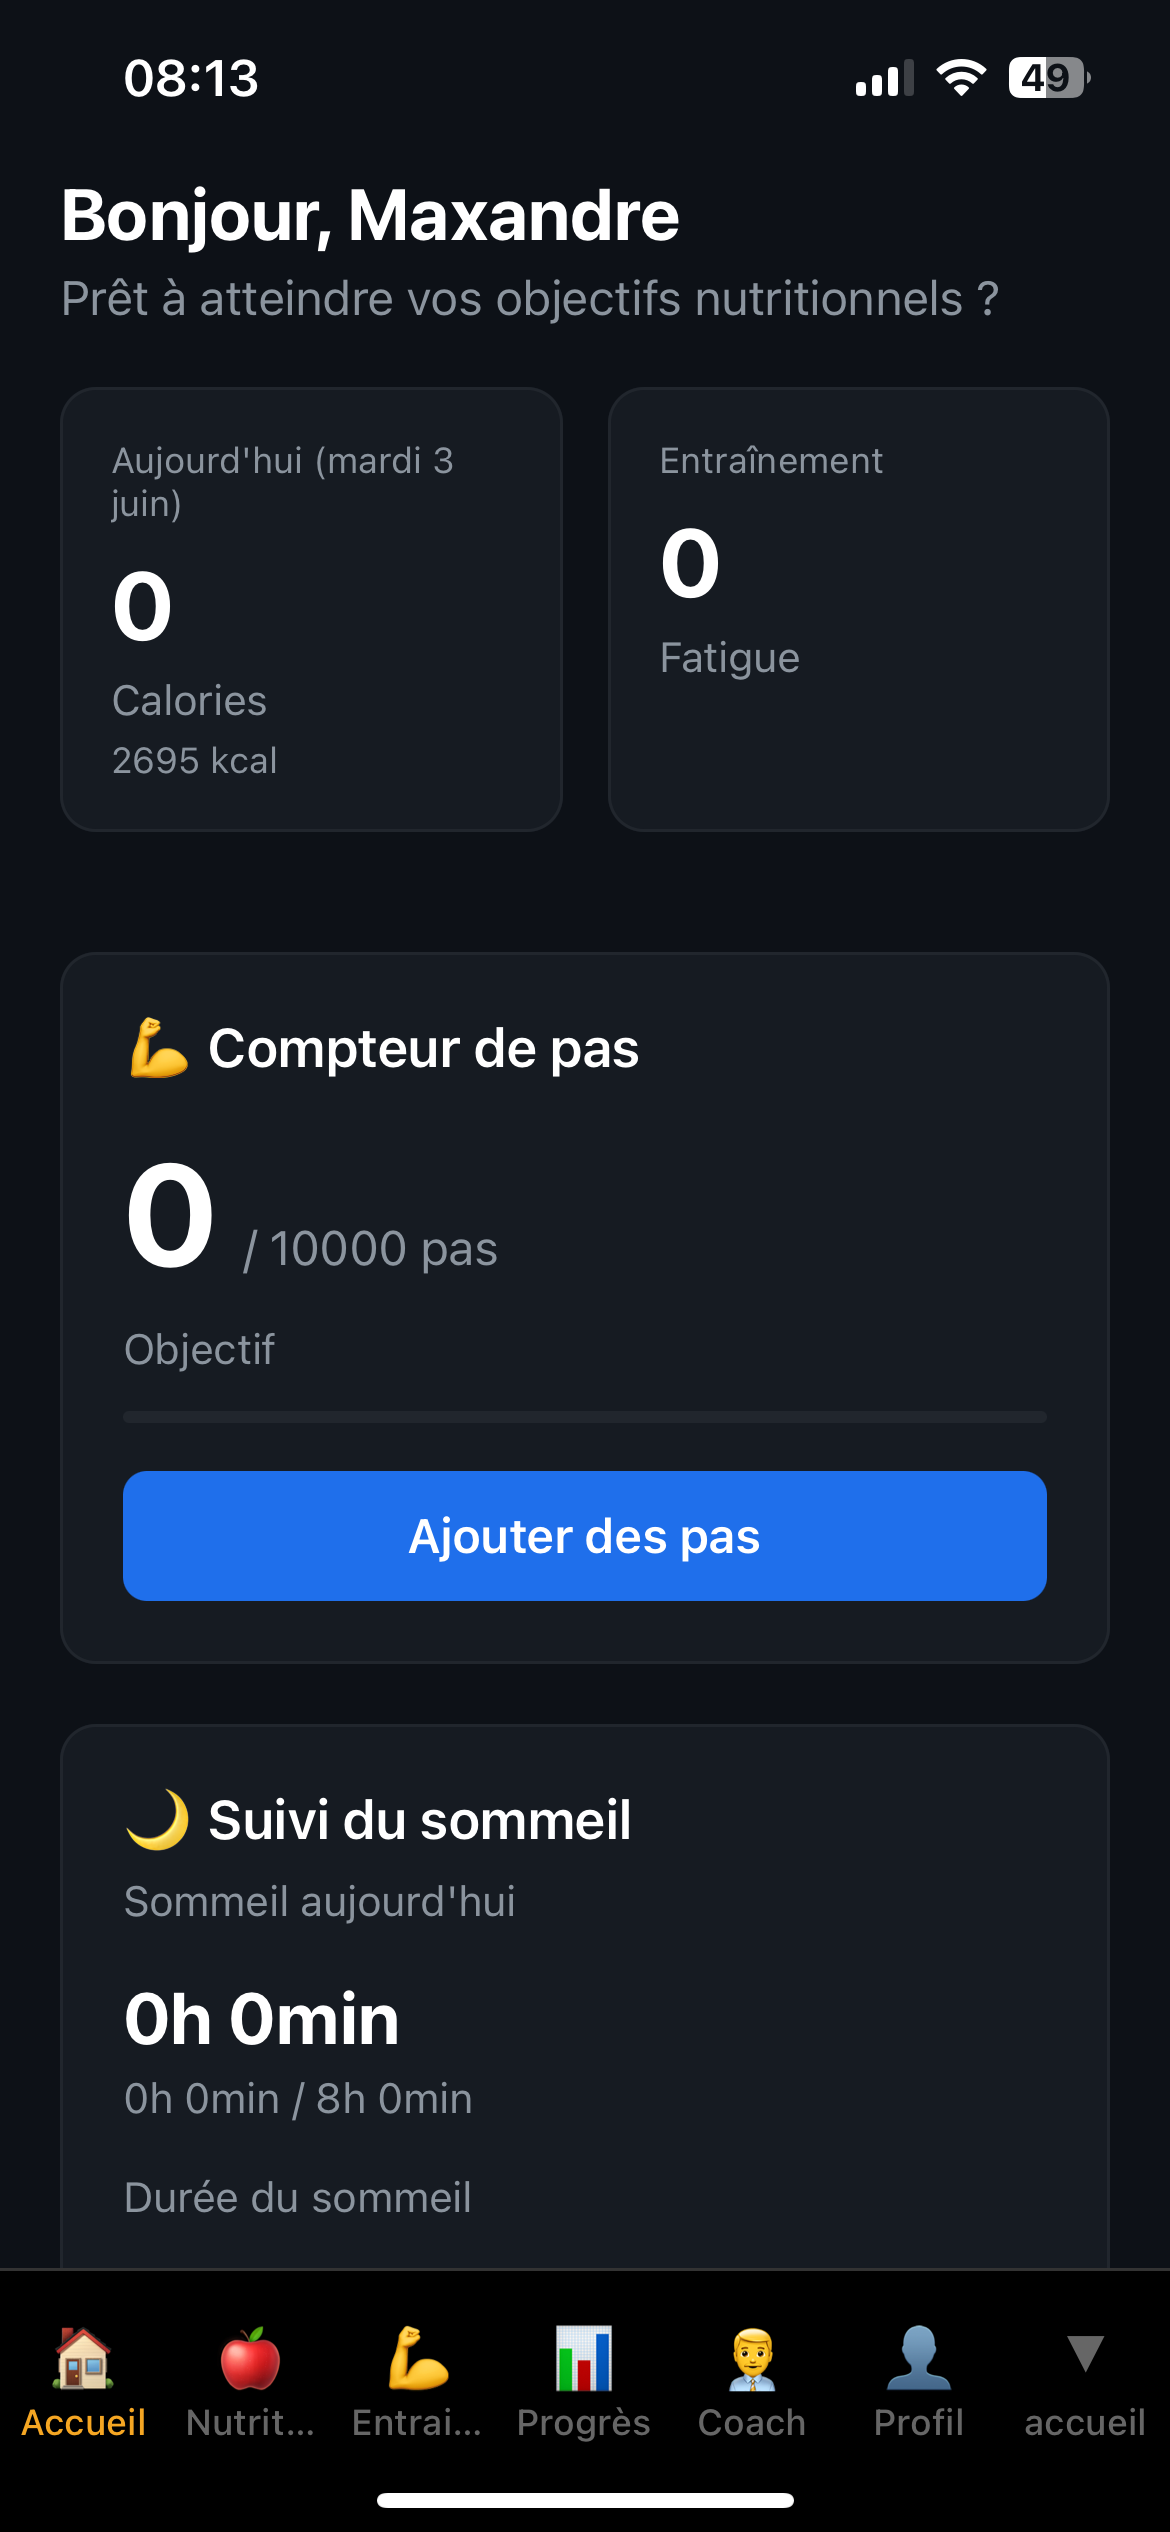 08:13
49
Bonjour, Maxandre
Prêt à atteindre vos objectifs nutritionnels ?
Aujourd'hui (mardi 3
juin)
0
Calories
2695 kcal
Entraînement
0
Fatigue
💪 Compteur de pas
0 / 10000 pas
Objectif
Ajouter des pas
🌙 Suivi du sommeil
Sommeil aujourd'hui
0h 0min
0h 0min / 8h 0min
Durée du sommeil
Accueil
Nutrit...
Entrai...
Progrès
Coach
Profil
accueil